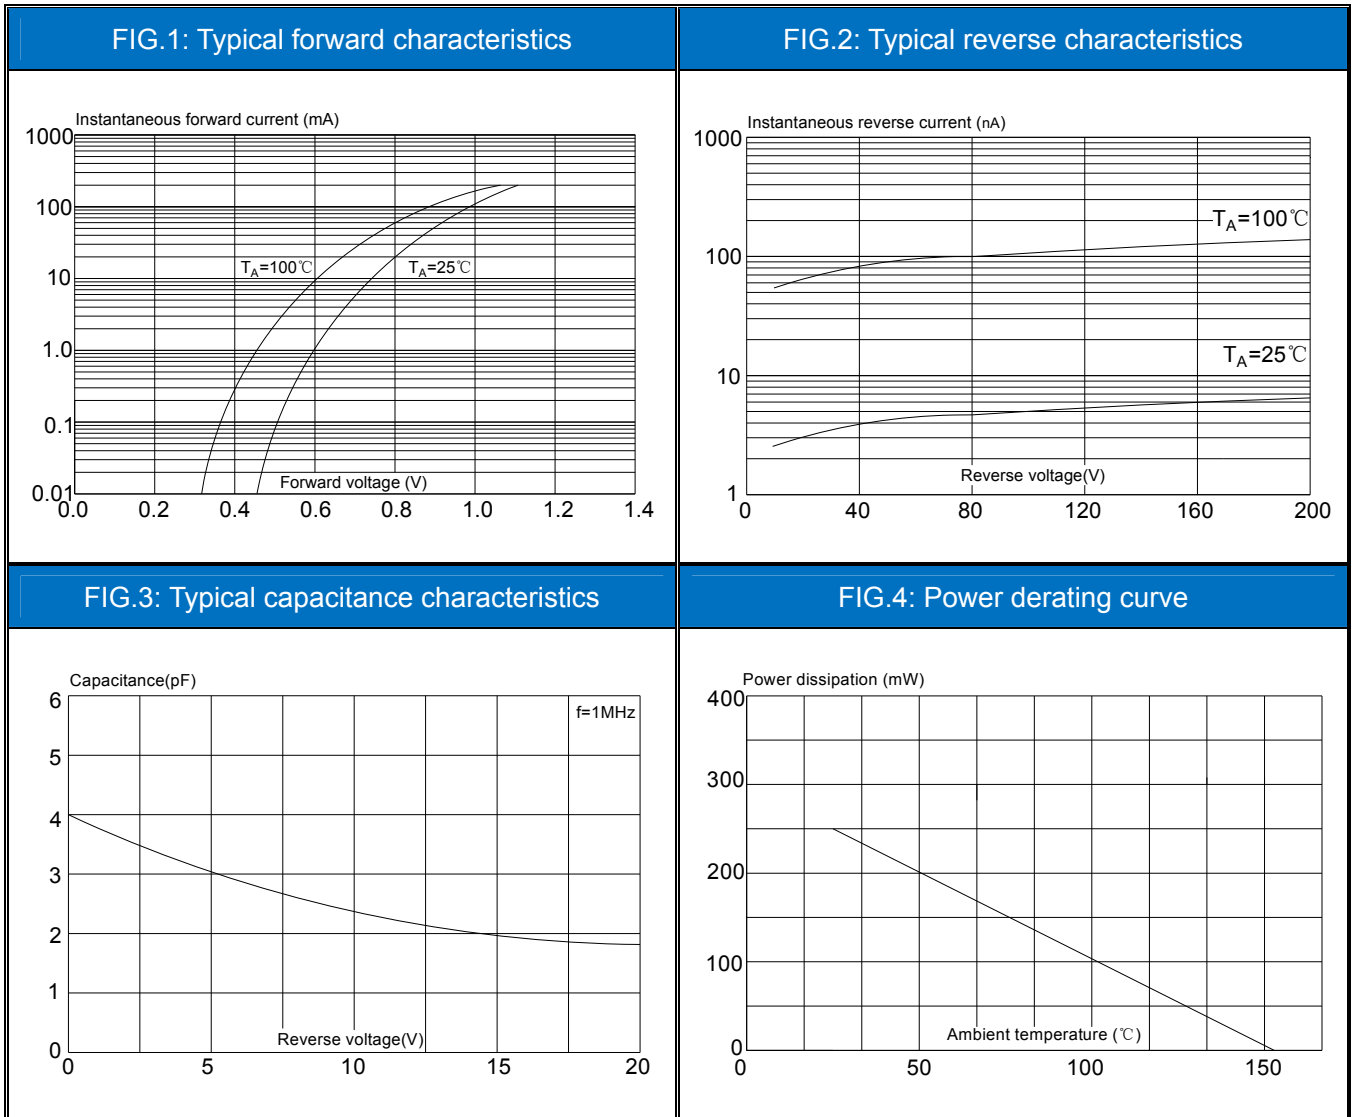 FIG.1: Typical forward characteristics
Instantaneous forward current (mA)
1000
100
10
1.0
0.1
0.01
T_A=100℃
T_A=25℃
Forward voltage (V)
0.0 0.2 0.4 0.6 0.8 1.0 1.2 1.4
FIG.2: Typical reverse characteristics
Instantaneous reverse current (nA)
1000
100
10
1
T_A=100℃
T_A=25℃
Reverse voltage(V)
0 40 80 120 160 200
FIG.3: Typical capacitance characteristics
Capacitance(pF)
f=1MHz
6
5
4
3
2
1
0
Reverse voltage(V)
0 5 10 15 20
FIG.4: Power derating curve
Power dissipation (mW)
400
300
200
100
0
Ambient temperature (℃)
0 50 100 150